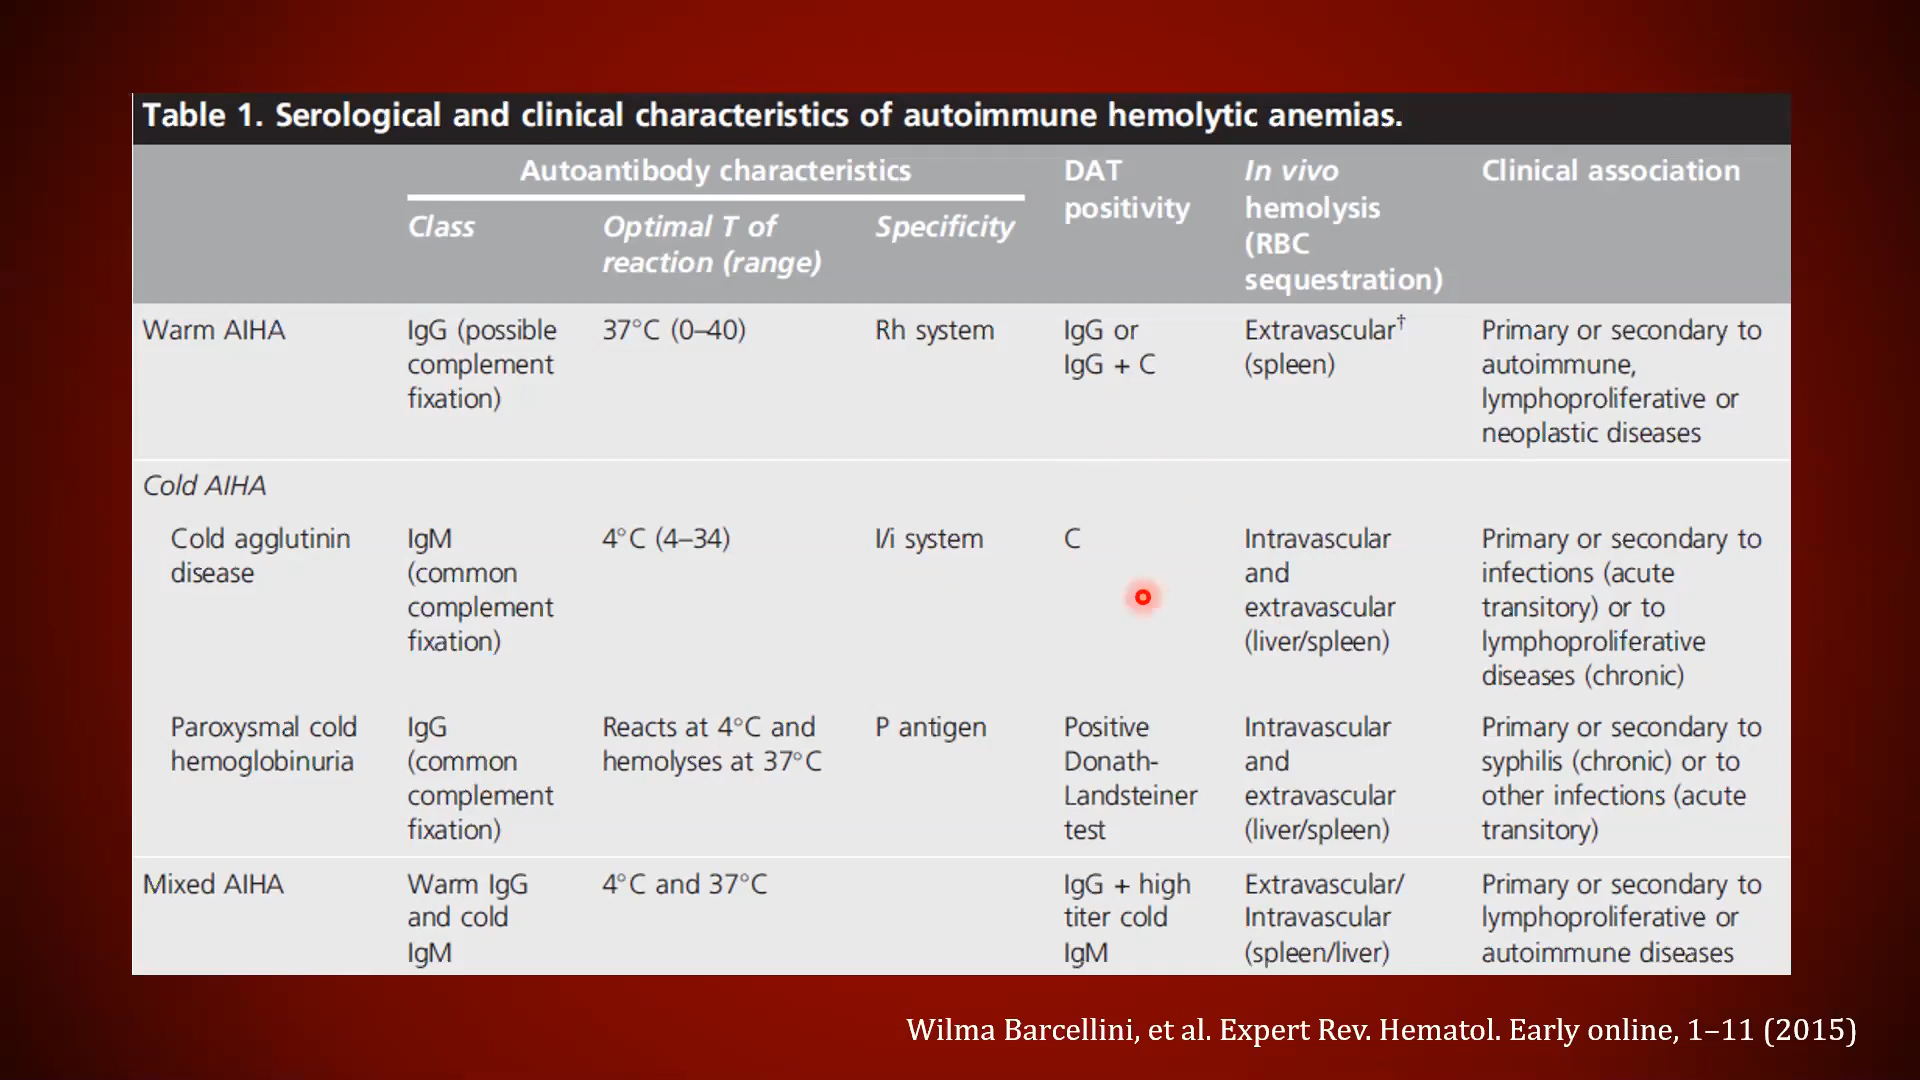 Table 1. Serological and clinical characteristics of autoimmune hemolytic anemias.
Autoantibody characteristics
DAT positivity
In vivo hemolysis (RBC sequestration)
Clinical association
Class
Optimal T of reaction (range)
Specificity
Warm AIHA
IgG (possible
complement
fixation)
37°C (0–40)
Rh system
IgG or
IgG + C
Extravascular†
(spleen)
Primary or secondary to
autoimmune,
lymphoproliferative or
neoplastic diseases
Cold AIHA
Cold agglutinin
disease
IgM
(common
complement
fixation)
4°C (4–34)
I/i system
C
Intravascular
and
extravascular
(liver/spleen)
Primary or secondary to
infections (acute
transitory) or to
lymphoproliferative
diseases (chronic)
Paroxysmal cold
hemoglobinuria
IgG
(common
complement
fixation)
Reacts at 4°C and
hemolyses at 37°C
P antigen
Positive
Donath-
Landsteiner
test
Intravascular
and
extravascular
(liver/spleen)
Primary or secondary to
syphilis (chronic) or to
other infections (acute
transitory)
Mixed AIHA
Warm IgG
and cold
IgM
4°C and 37°C
IgG + high
titer cold
IgM
Extravascular/
Intravascular
(spleen/liver)
Primary or secondary to
lymphoproliferative or
autoimmune diseases
Wilma Barcellini, et al. Expert Rev. Hematol. Early online, 1–11 (2015)